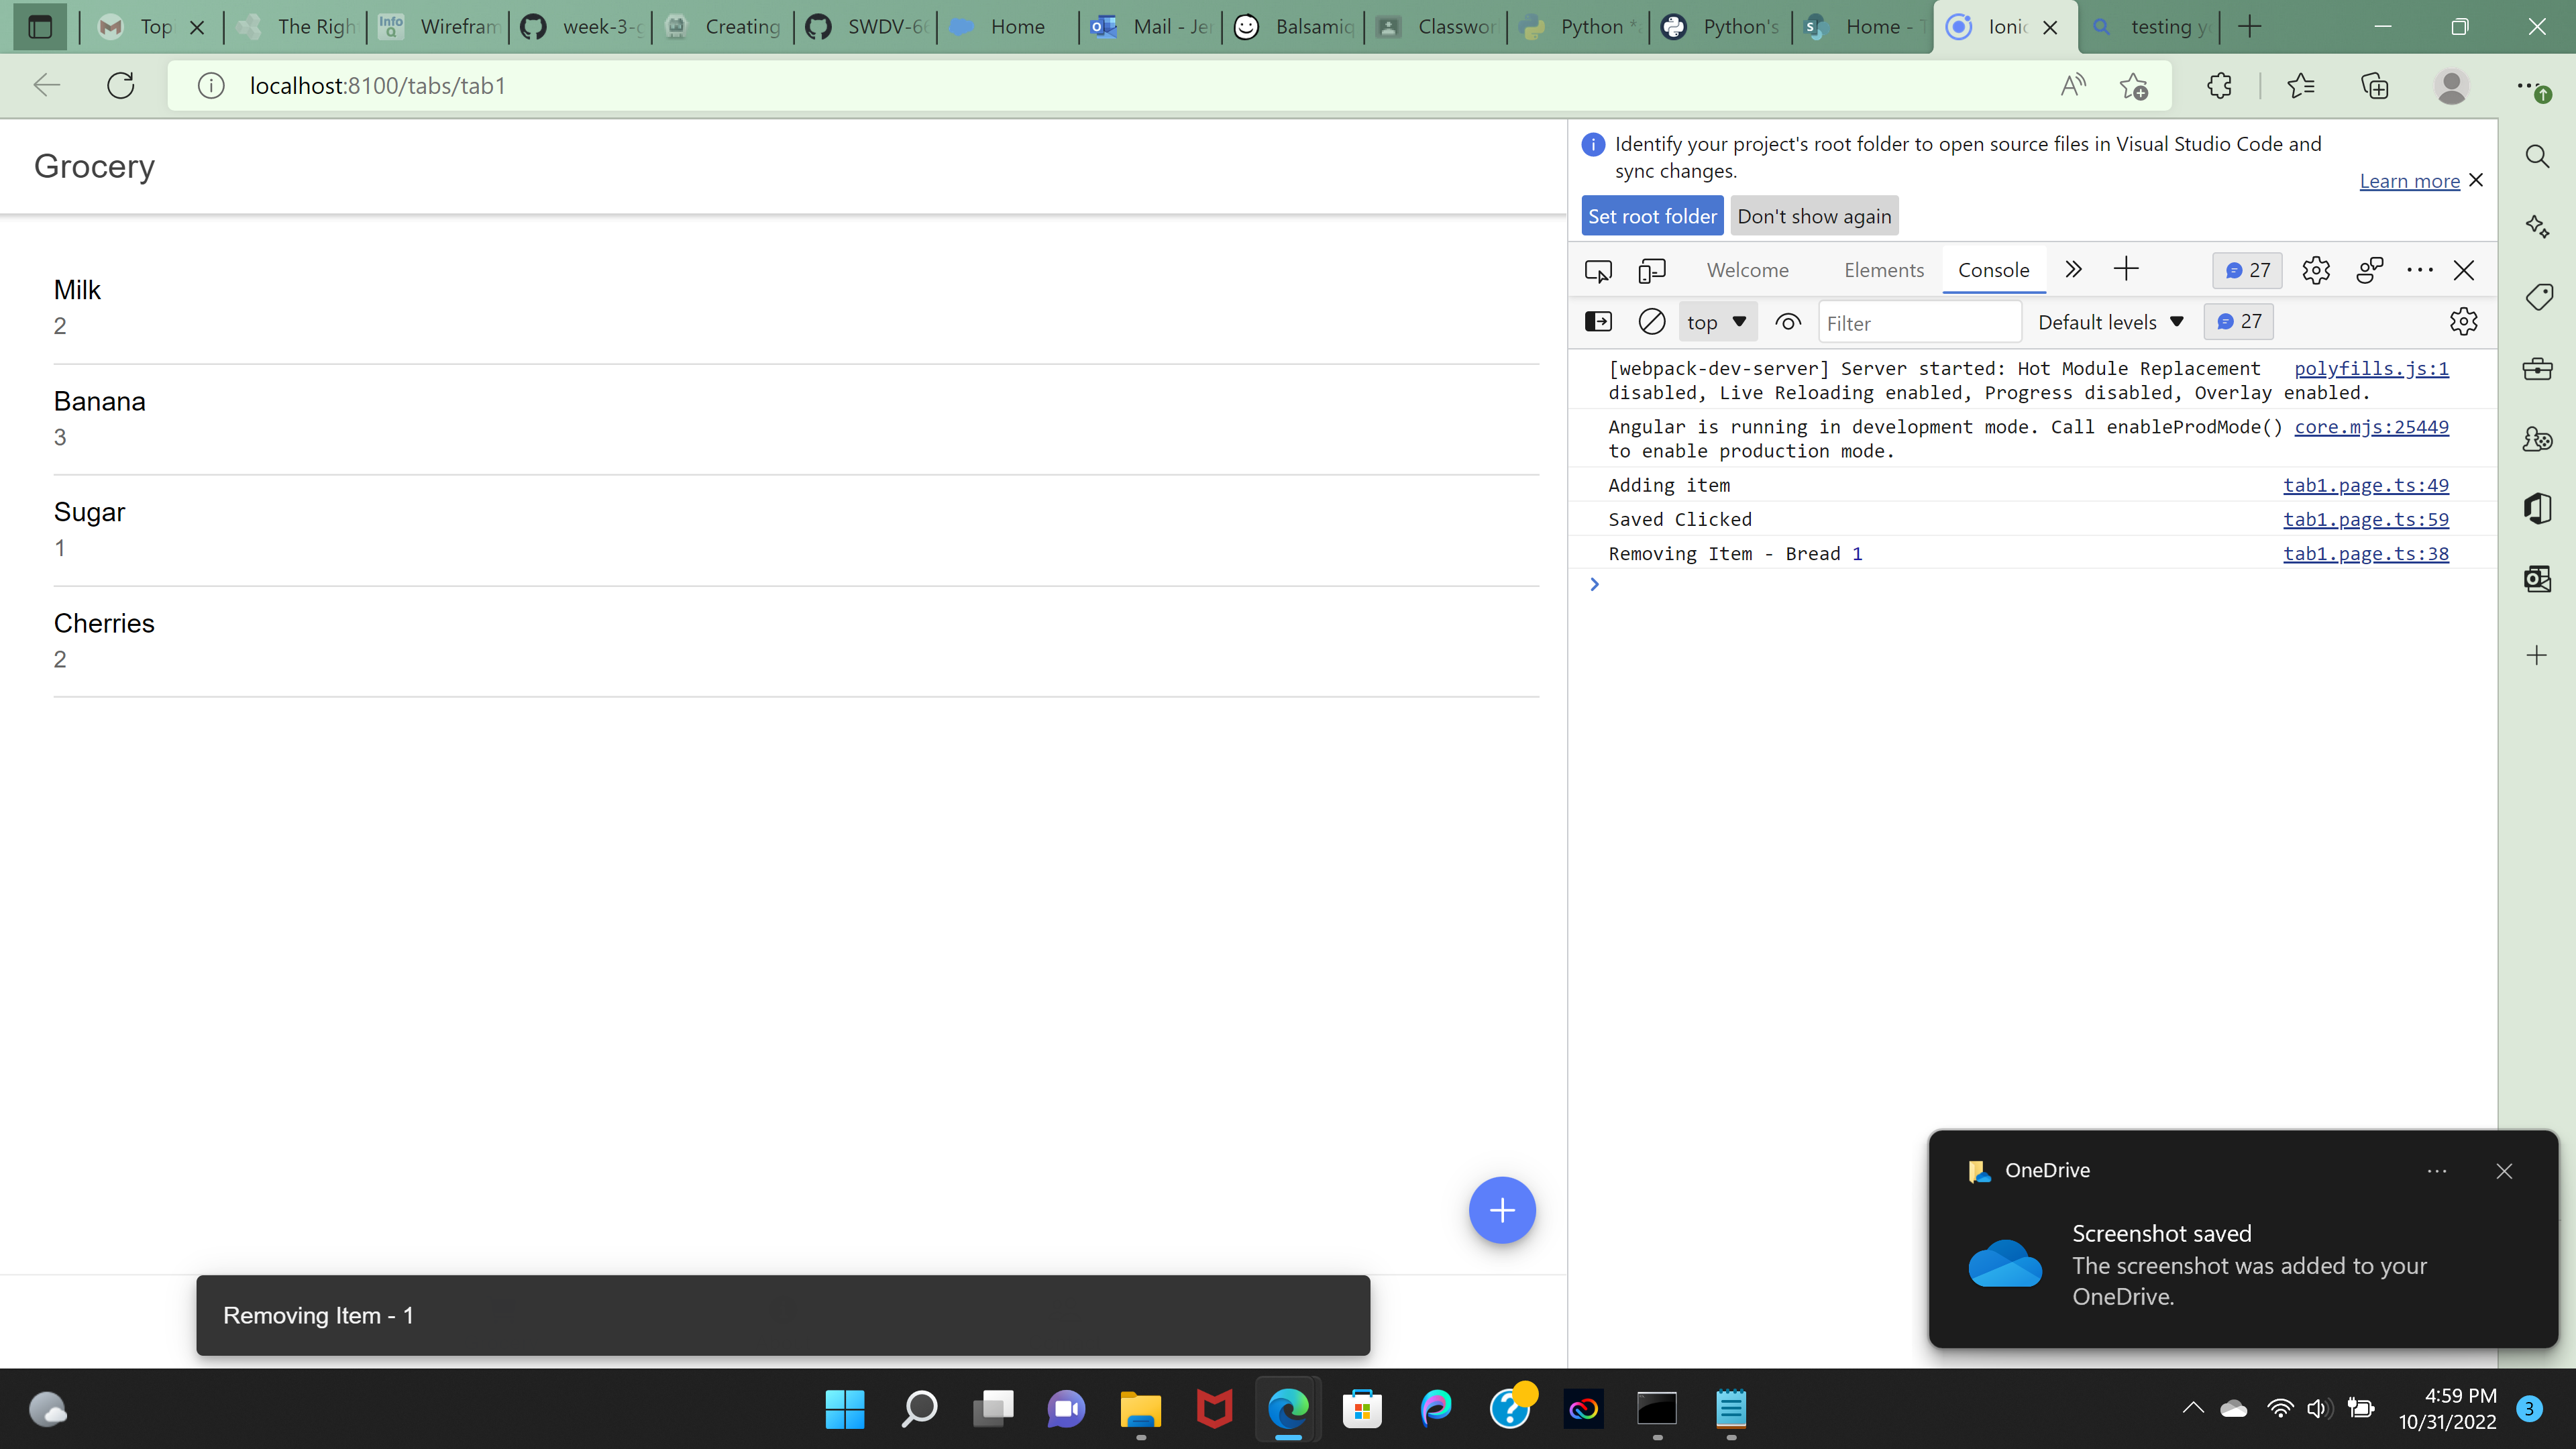 Top
The Righ
Info Q
Wirefram
week-3-g
Creating
SWDV-66
Home
Mail - Jer
Balsamiq
Classwor
Python
Python's
Home - T
Ionic
testing yo
localhost:8100/tabs/tab1
Grocery
Milk
2
Banana
3
Sugar
1
Cherries
2
Removing Item - 1
Identify your project's root folder to open source files in Visual Studio Code and
sync changes.
Learn more
Set root folder
Don't show again
Welcome
Elements
Console
27
top
Filter
Default levels
27
[webpack-dev-server] Server started: Hot Module Replacement polyfills.js:1
disabled, Live Reloading enabled, Progress disabled, Overlay enabled.
Angular is running in development mode. Call enableProdMode() core.mjs:25449
to enable production mode.
Adding item tab1.page.ts:49
Saved Clicked tab1.page.ts:59
Removing Item - Bread 1 tab1.page.ts:38
OneDrive
Screenshot saved
The screenshot was added to your
OneDrive.
4:59 PM
10/31/2022
3